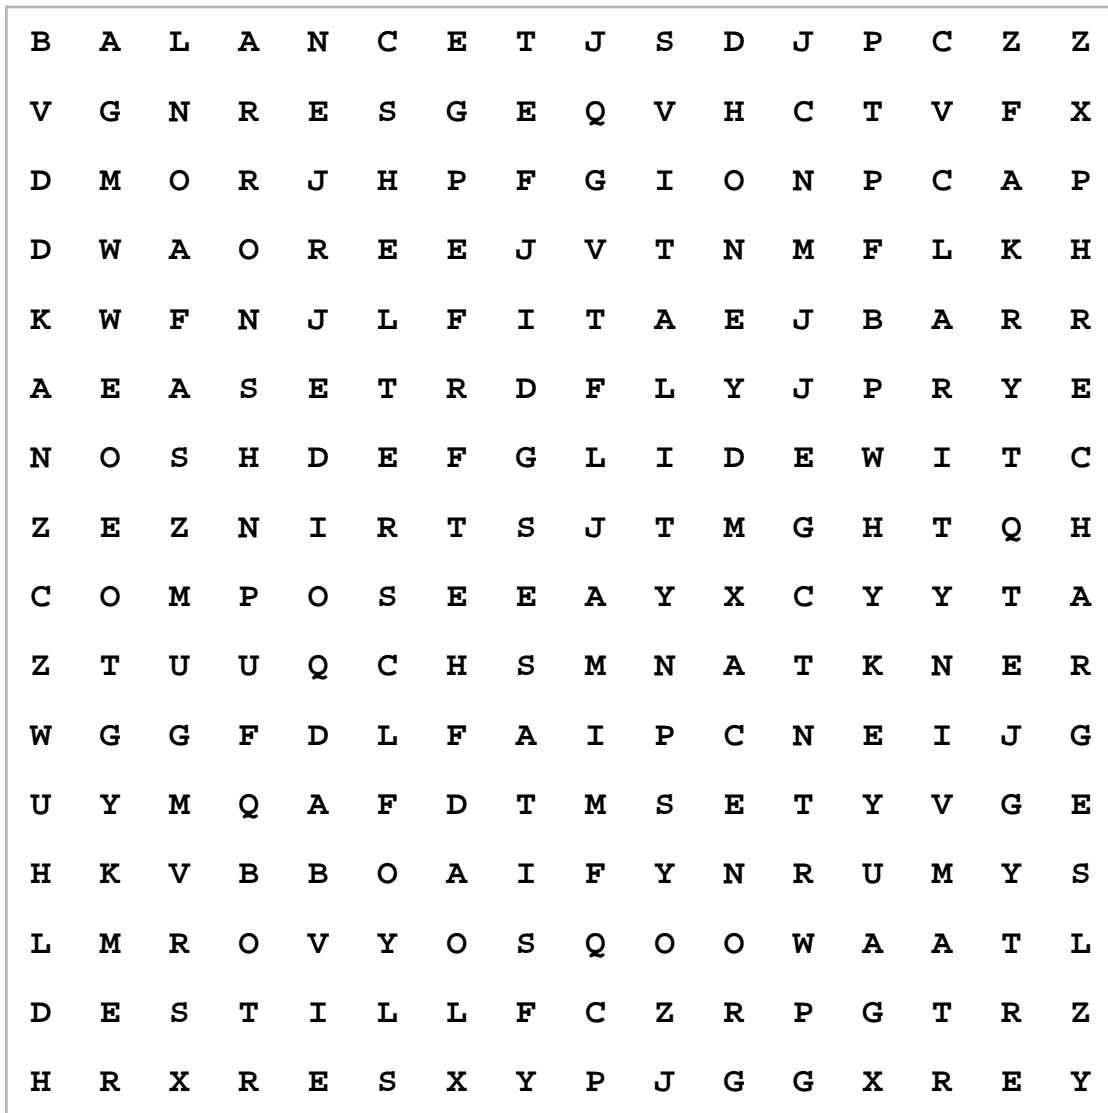 B A L A N C E T J S D J P C Z Z
V G N R E S G E Q V H C T V F X
D M O R J H P F G I O N P C A P
D W A O R E E J V T N M F L K H
K W F N J L F I T A E J B A R R
A E A S E T R D F L Y J P R Y E
N O S H D E F G L I D E W I T C
Z E Z N I R T S J T M G H T Q H
C O M P O S E E A Y X C Y Y T A
Z T U U Q C H S M N A T K N E R
W G G F D L F A I P C N E I J G
U Y M Q A F D T M S E T Y V G E
H K V B B O A I F Y N R U M Y S
L M R O V Y O S Q O O W A A T L
D E S T I L L F C Z R P G T R Z
H R X R E S X Y P J G G X R E Y